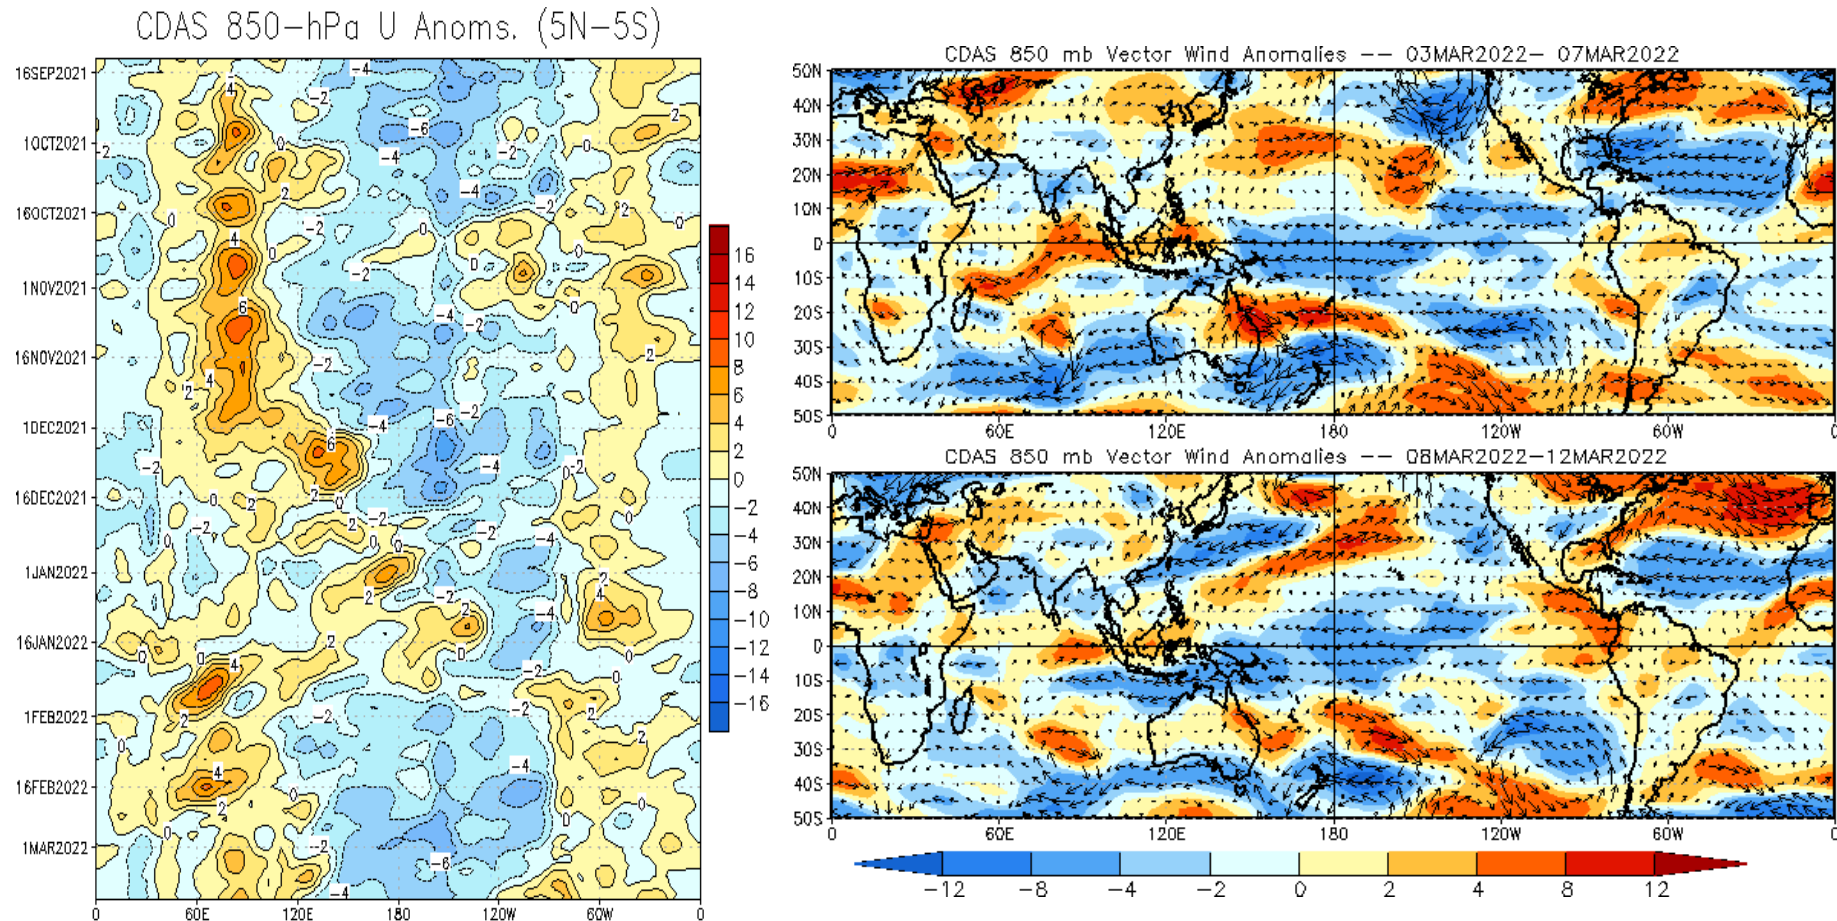 CDAS 850-hPa U Anoms. (5N-5S)
16SEP2021
1OCT2021
16OCT2021
1NOV2021
16NOV2021
1DEC2021
16DEC2021
1JAN2022
16JAN2022
1FEB2022
16FEB2022
1MAR2022
0 60E 120E 180 120W 60W 0
16
14
12
10
8
6
4
2
0
-2
-4
-6
-8
-10
-12
-14
-16
CDAS 850 mb Vector Wind Anomalies -- 03MAR2022- 07MAR2022
50N
40N
30N
20N
10N
0
10S
20S
30S
40S
50S
0 60E 120E 180 120W 60W 0
CDAS 850 mb Vector Wind Anomalies -- 08MAR2022-12MAR2022
50N
40N
30N
20N
10N
0
10S
20S
30S
40S
50S
0 60E 120E 180 120W 60W 0
-12 -8 -4 -2 0 2 4 8 12